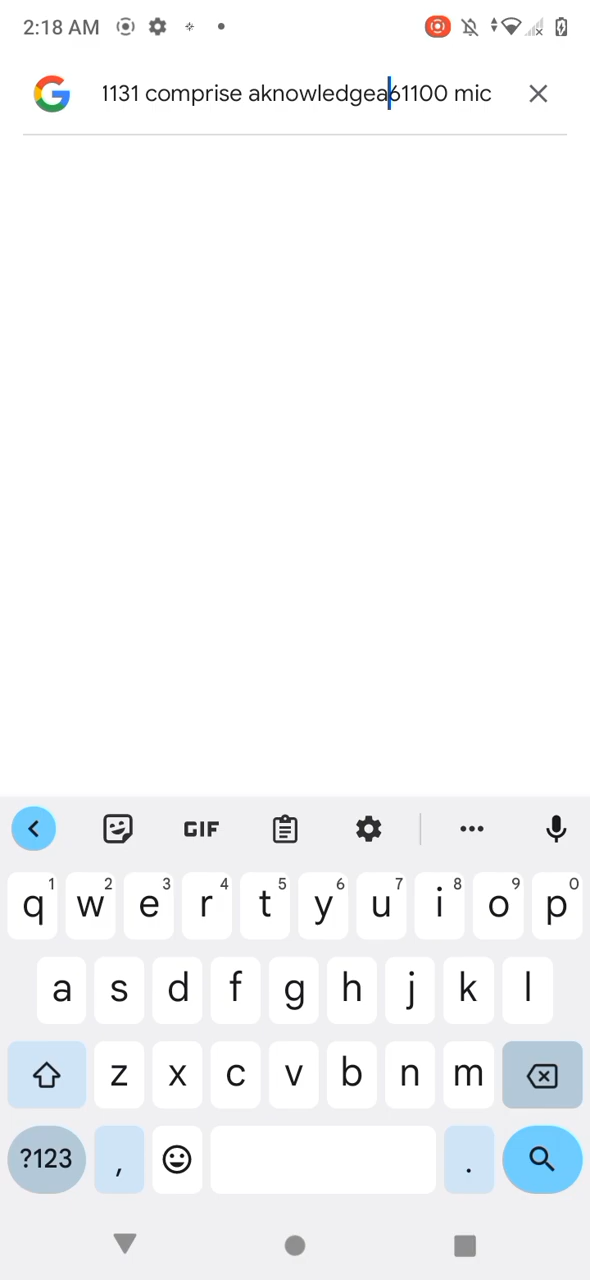 2:18 AM
1131 comprise aknowledgea61100 mic
GIF
q1 w2 e3 r4 t5 y6 u7 i8 o9 p0
a s d f g h j k l
z x c v b n m
?123 , .